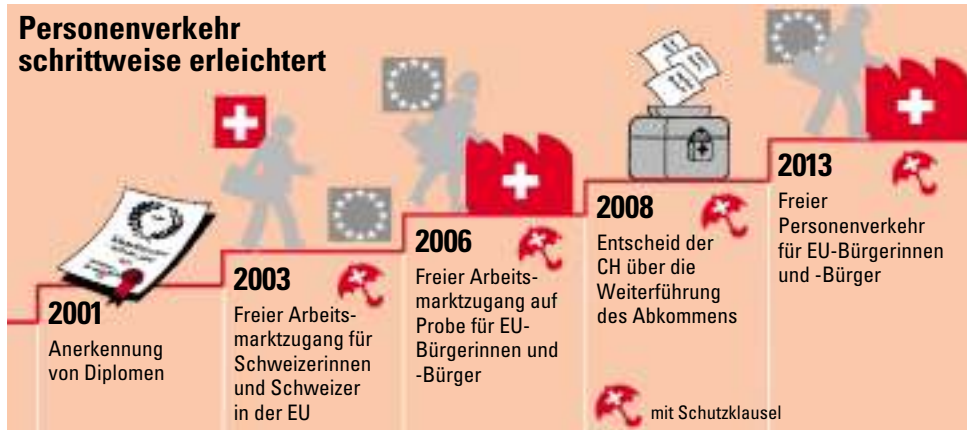 Personenverkehr
schrittweise erleichtert
2001
Anerkennung
von Diplomen
2003
Freier Arbeits-
marktzugang für
Schweizerinnen
und Schweizer
in der EU
2006
Freier Arbeits-
marktzugang auf
Probe für EU-
Bürgerinnen und
-Bürger
2008
Entscheid der
CH über die
Weiterführung
des Abkommens
2013
Freier
Personenverkehr
für EU-Bürgerinnen
und -Bürger
mit Schutzklausel